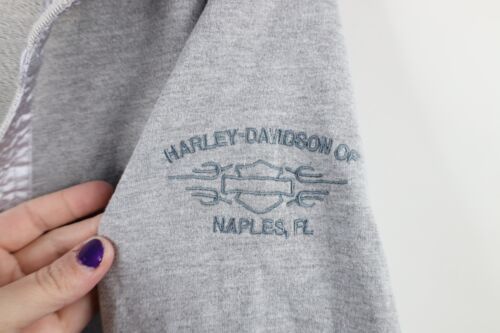 HARLEY-DAVIDSON OF
NAPLES, FL